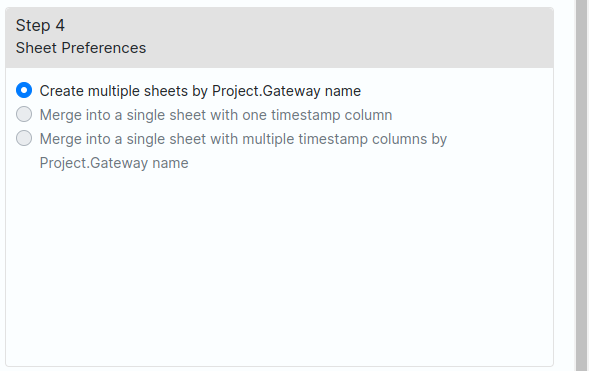 Step 4
Sheet Preferences
Create multiple sheets by Project.Gateway name
Merge into a single sheet with one timestamp column
Merge into a single sheet with multiple timestamp columns by
Project.Gateway name